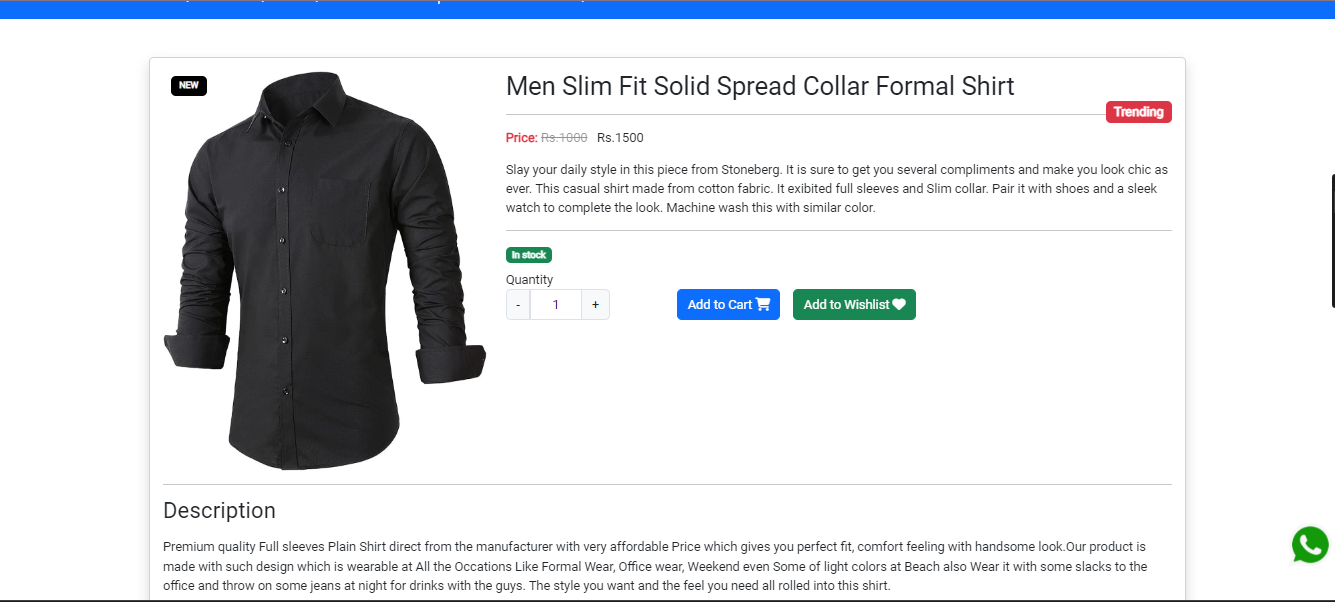 NEW
Men Slim Fit Solid Spread Collar Formal Shirt
Trending
Price: Rs.1000 Rs.1500
Slay your daily style in this piece from Stoneberg. It is sure to get you several compliments and make you look chic as
ever. This casual shirt made from cotton fabric. It exibited full sleeves and Slim collar. Pair it with shoes and a sleek
watch to complete the look. Machine wash this with similar color.
In stock
Quantity
- 1 + Add to Cart Add to Wishlist
Description
Premium quality Full sleeves Plain Shirt direct from the manufacturer with very affordable Price which gives you perfect fit, comfort feeling with handsome look.Our product is
made with such design which is wearable at All the Occations Like Formal Wear, Office wear, Weekend even Some of light colors at Beach also Wear it with some slacks to the
office and throw on some jeans at night for drinks with the guys. The style you want and the feel you need all rolled into this shirt.